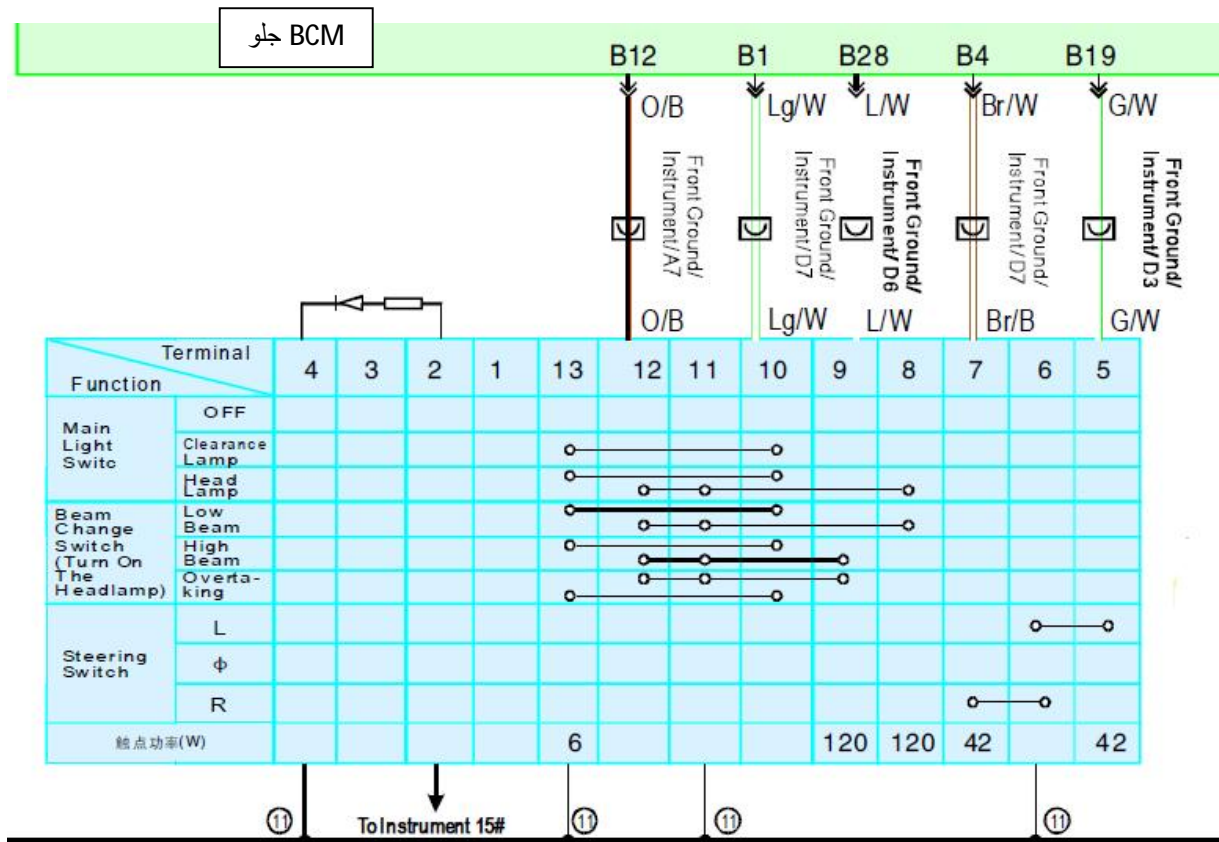 BCM جلو
B12 B1 B28 B4 B19
O/B Lg/W L/W Br/W G/W
Front Ground/
Instrument/A7
Front Ground/
Instrument/D7
Front Ground/
Instrument/D6
Front Ground/
Instrument/D7
Front Ground/
Instrument/D3
O/B Lg/W L/W Br/B G/W
Terminal
Function
4 3 2 1 13 12 11 10 9 8 7 6 5
Main
Light
Switc
OFF
Clearance
Lamp
Head
Lamp
Beam
Change
Switch
(Turn On
The
Headlamp)
Low
Beam
High
Beam
Overta-
king
Steering
Switch
L
ф
R
触点功率(W) 6 120 120 42 42
11 To Instrument 15# 11 11 11